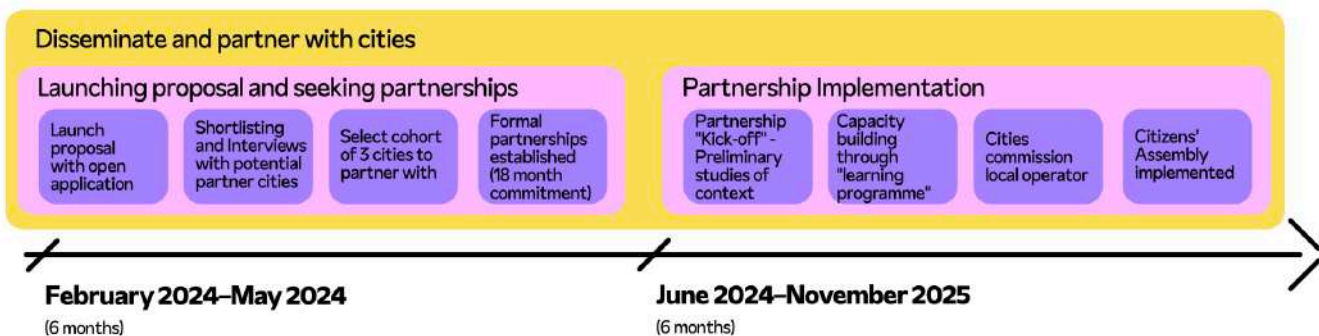 Disseminate and partner with cities
Launching proposal and seeking partnerships
Launch
proposal
with open
application
Shortlisting
and Interviews
with potential
partner cities
Select cohort
of 3 cities to
partner with
Formal
partnerships
established
(18 month
commitment)
Partnership Implementation
Partnership
"Kick-off" -
Preliminary
studies of
context
Capacity
building
through
"learning
programme"
Cities
commission
local operator
Citizens'
Assembly
implemented
February 2024–May 2024
(6 months)
June 2024–November 2025
(6 months)